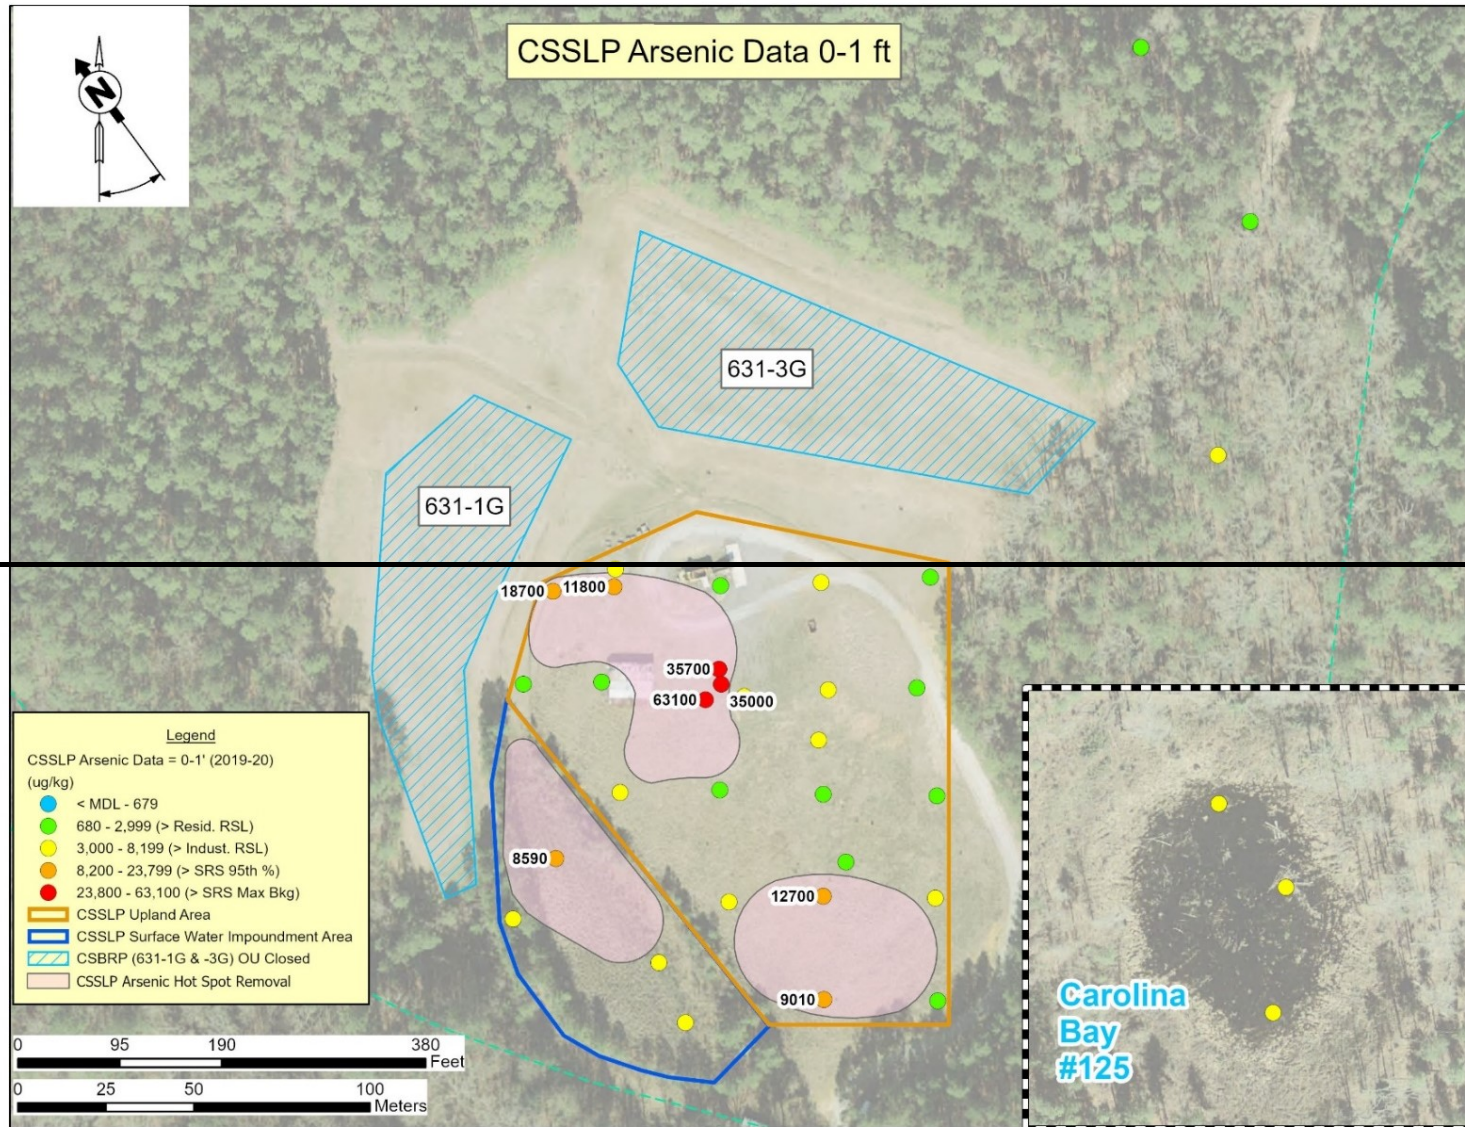 CSSLP Arsenic Data 0-1 ft
N
631-3G
631-1G
18700
11800
35700
63100
35000
8590
12700
9010
Legend
CSSLP Arsenic Data = 0-1' (2019-20)
(ug/kg)
< MDL - 679
680 - 2,999 (> Resid. RSL)
3,000 - 8,199 (> Indust. RSL)
8,200 - 23,799 (> SRS 95th %)
23,800 - 63,100 (> SRS Max Bkg)
CSSLP Upland Area
CSSLP Surface Water Impoundment Area
CSBRP (631-1G & -3G) OU Closed
CSSLP Arsenic Hot Spot Removal
0 95 190 380
Feet
0 25 50 100
Meters
Carolina
Bay
#125